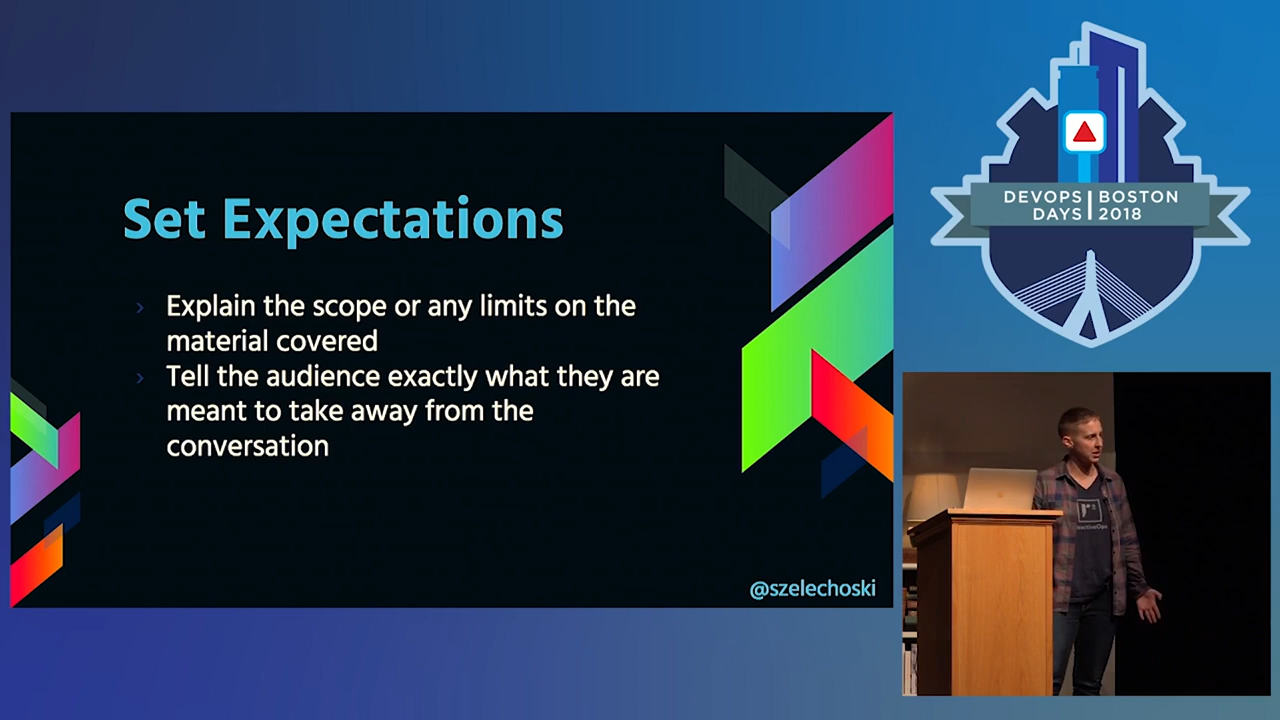 Set Expectations
› Explain the scope or any limits on the
material covered
› Tell the audience exactly what they are
meant to take away from the
conversation
@szelechoski
DEVOPS DAYS
BOSTON 2018